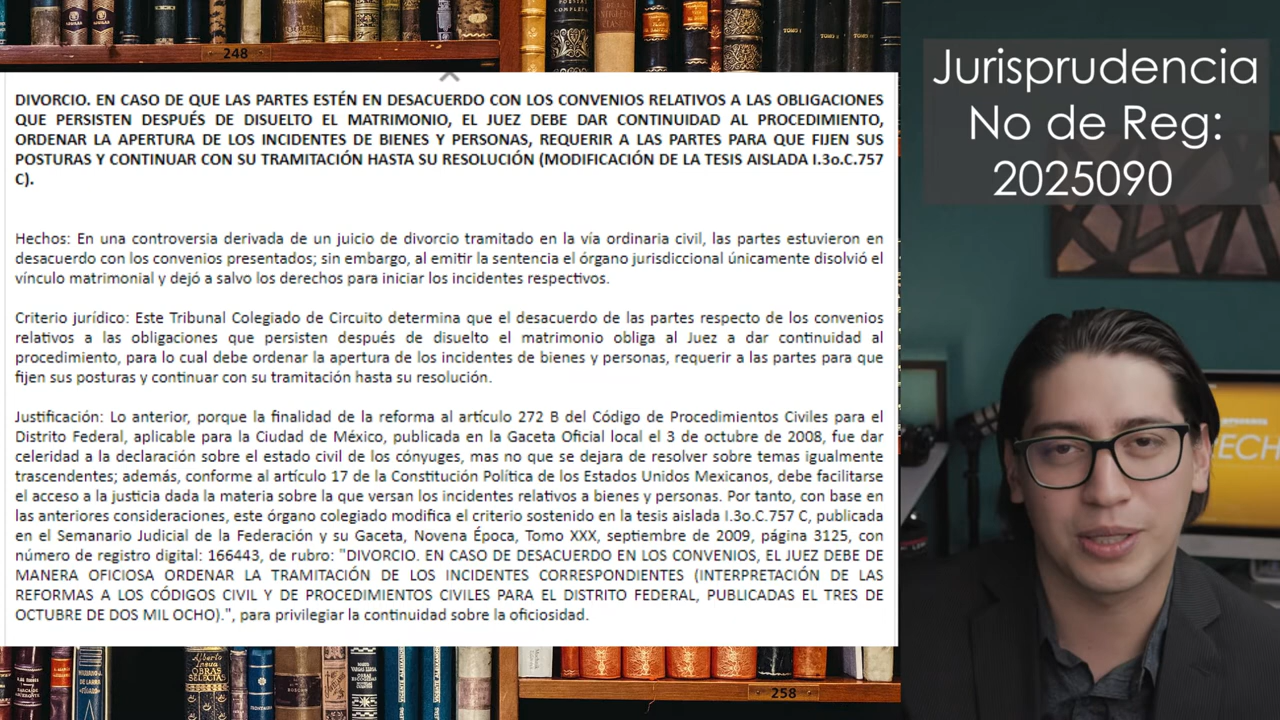 248
DIVORCIO. EN CASO DE QUE LAS PARTES ESTÉN EN DESACUERDO CON LOS CONVENIOS RELATIVOS A LAS OBLIGACIONES
QUE PERSISTEN DESPUÉS DE DISUELTO EL MATRIMONIO, EL JUEZ DEBE DAR CONTINUIDAD AL PROCEDIMIENTO,
ORDENAR LA APERTURA DE LOS INCIDENTES DE BIENES Y PERSONAS, REQUERIR A LAS PARTES PARA QUE FIJEN SUS
POSTURAS Y CONTINUAR CON SU TRAMITACIÓN HASTA SU RESOLUCIÓN (MODIFICACIÓN DE LA TESIS AISLADA I.3o.C.757
C).
Hechos: En una controversia derivada de un juicio de divorcio tramitado en la vía ordinaria civil, las partes estuvieron en
desacuerdo con los convenios presentados; sin embargo, al emitir la sentencia el órgano jurisdiccional únicamente disolvió el
vínculo matrimonial y dejó a salvo los derechos para iniciar los incidentes respectivos.
Criterio jurídico: Este Tribunal Colegiado de Circuito determina que el desacuerdo de las partes respecto de los convenios
relativos a las obligaciones que persisten después de disuelto el matrimonio obliga al Juez a dar continuidad al
procedimiento, para lo cual debe ordenar la apertura de los incidentes de bienes y personas, requerir a las partes para que
fijen sus posturas y continuar con su tramitación hasta su resolución.
Justificación: Lo anterior, porque la finalidad de la reforma al artículo 272 B del Código de Procedimientos Civiles para el
Distrito Federal, aplicable para la Ciudad de México, publicada en la Gaceta Oficial local el 3 de octubre de 2008, fue dar
celeridad a la declaración sobre el estado civil de los cónyuges, mas no que se dejara de resolver sobre temas igualmente
trascendentes; además, conforme al artículo 17 de la Constitución Política de los Estados Unidos Mexicanos, debe facilitarse
el acceso a la justicia dada la materia sobre la que versan los incidentes relativos a bienes y personas. Por tanto, con base en
las anteriores consideraciones, este órgano colegiado modifica el criterio sostenido en la tesis aislada I.3o.C.757 C, publicada
en el Semanario Judicial de la Federación y su Gaceta, Novena Época, Tomo XXX, septiembre de 2009, página 3125, con
número de registro digital: 166443, de rubro: "DIVORCIO. EN CASO DE DESACUERDO EN LOS CONVENIOS, EL JUEZ DEBE DE
MANERA OFICIOSA ORDENAR LA TRAMITACIÓN DE LOS INCIDENTES CORRESPONDIENTES (INTERPRETACIÓN DE LAS
REFORMAS A LOS CÓDIGOS CIVIL Y DE PROCEDIMIENTOS CIVILES PARA EL DISTRITO FEDERAL, PUBLICADAS EL TRES DE
OCTUBRE DE DOS MIL OCHO).", para privilegiar la continuidad sobre la oficiosidad.
258
Jurisprudencia
No de Reg:
2025090